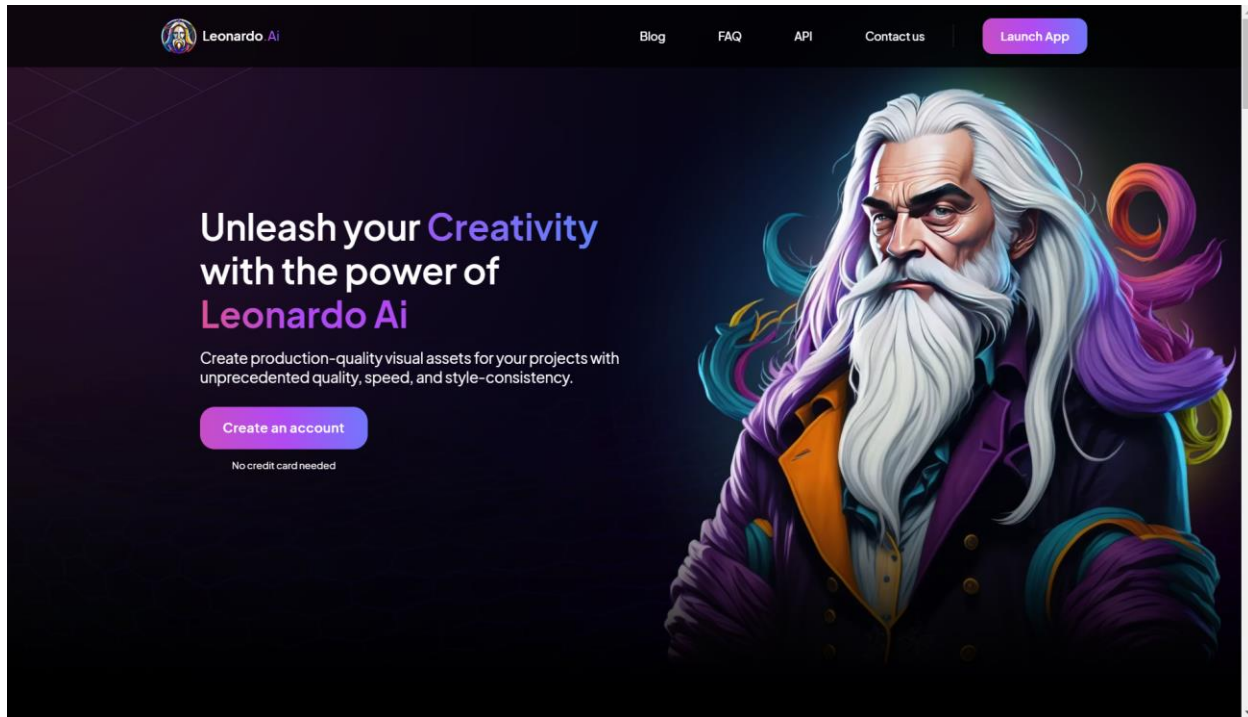 Leonardo.Ai
Blog
FAQ
API
Contact us
Launch App
Unleash your Creativity
with the power of
Leonardo Ai
Create production-quality visual assets for your projects with
unprecedented quality, speed, and style-consistency.
Create an account
No credit card needed